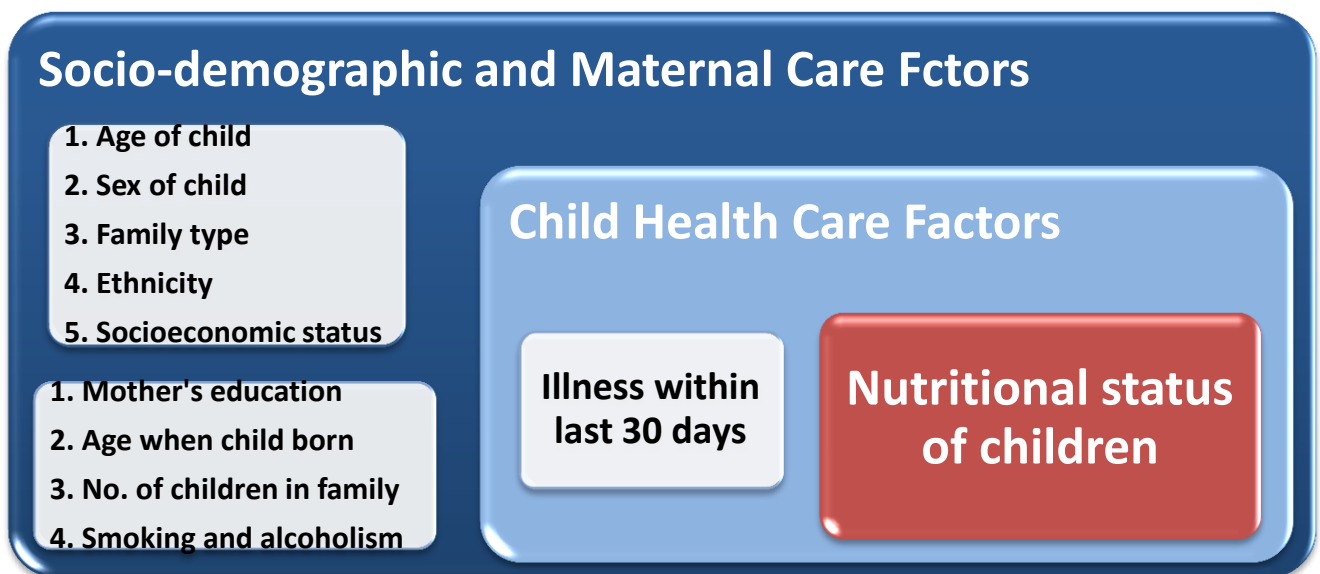 Socio-demographic and Maternal Care Fctors
1. Age of child
2. Sex of child
3. Family type
4. Ethnicity
5. Socioeconomic status
1. Mother's education
2. Age when child born
3. No. of children in family
4. Smoking and alcoholism
Child Health Care Factors
Illness within
last 30 days
Nutritional status
of children